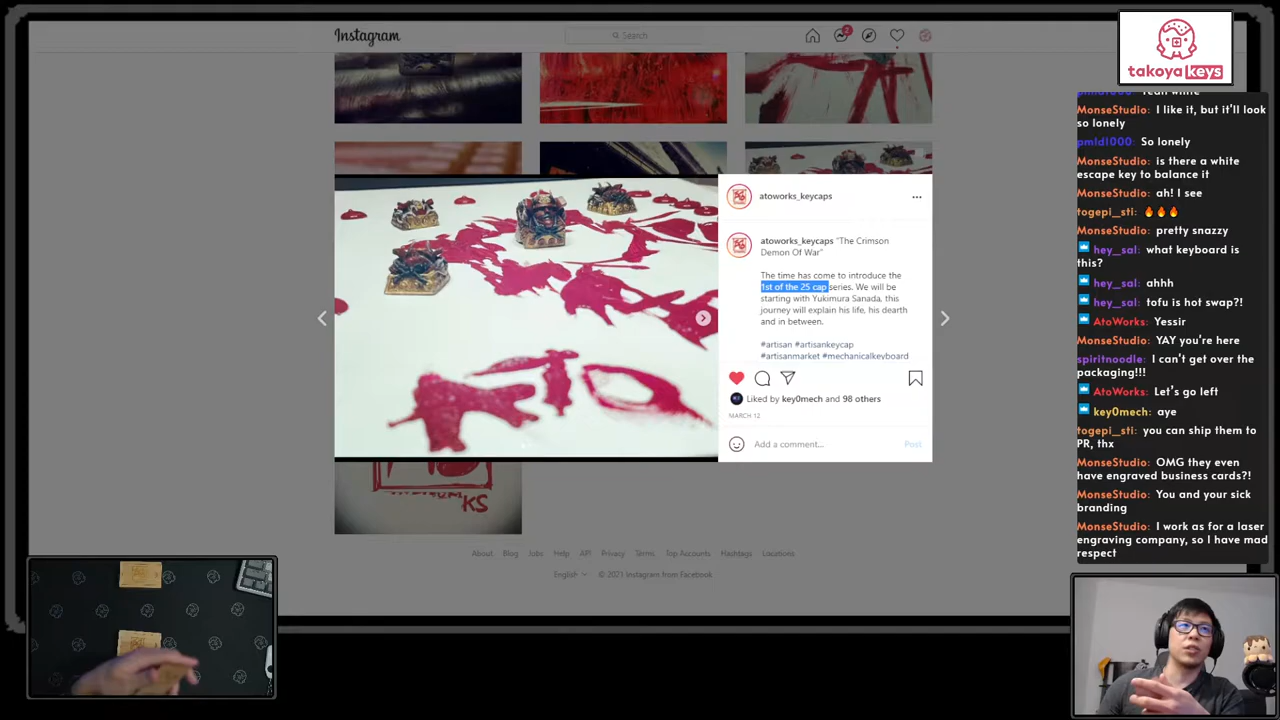 Instagram
Search
2
takoya keys
MonseStudio: I like it, but it'll look
so lonely
pmld1000: So lonely
MonseStudio: is there a white
escape key to balance it
MonseStudio: ah! I see
togepi_sti:
MonseStudio: pretty snazzy
hey_sal: what keyboard is
this?
hey_sal: ahhh
hey_sal: tofu is hot swap?!
AtoWorks: Yessir
MonseStudio: YAY you're here
spiritnoodle: I can't get over the
packaging!!!
AtoWorks: Let's go left
key0mech: aye
togepi_sti: you can ship them to
PR, thx
MonseStudio: OMG they even
have engraved business cards?!
MonseStudio: You and your sick
branding
MonseStudio: I work as for a laser
engraving company, so I have mad
respect
atoworks_keycaps
atoworks_keycaps "The Crimson
Demon Of War"
The time has come to introduce the
1st of the 25 cap series. We will be
starting with Yukimura Sanada, this
journey will explain his life, his dearth
and in between.
#artisan #artisankeycap
#artisanmarket #mechanicalkeyboard
Liked by key0mech and 98 others
MARCH 12
Add a comment...
Post
KS
About Blog Jobs Help API Privacy Terms Top Accounts Hashtags Locations
English © 2021 Instagram from Facebook